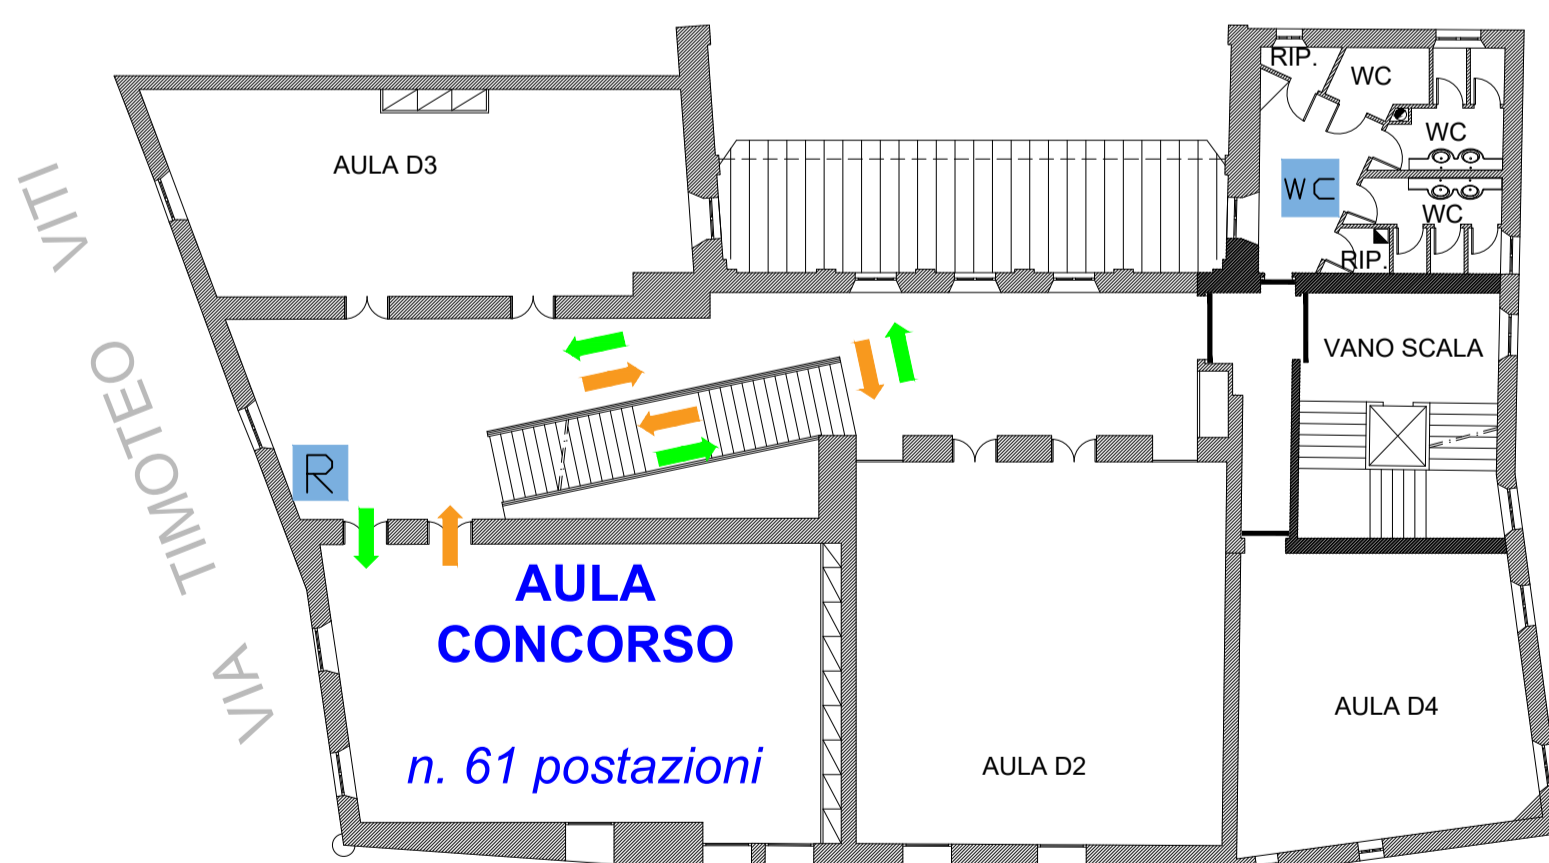 RIP.
WC
AULA D3
WC
WC
WC
RIP.
VIA TIMOTEO VITI
VANO SCALA
R
AULA
CONCORSO
n. 61 postazioni
AULA D2
AULA D4